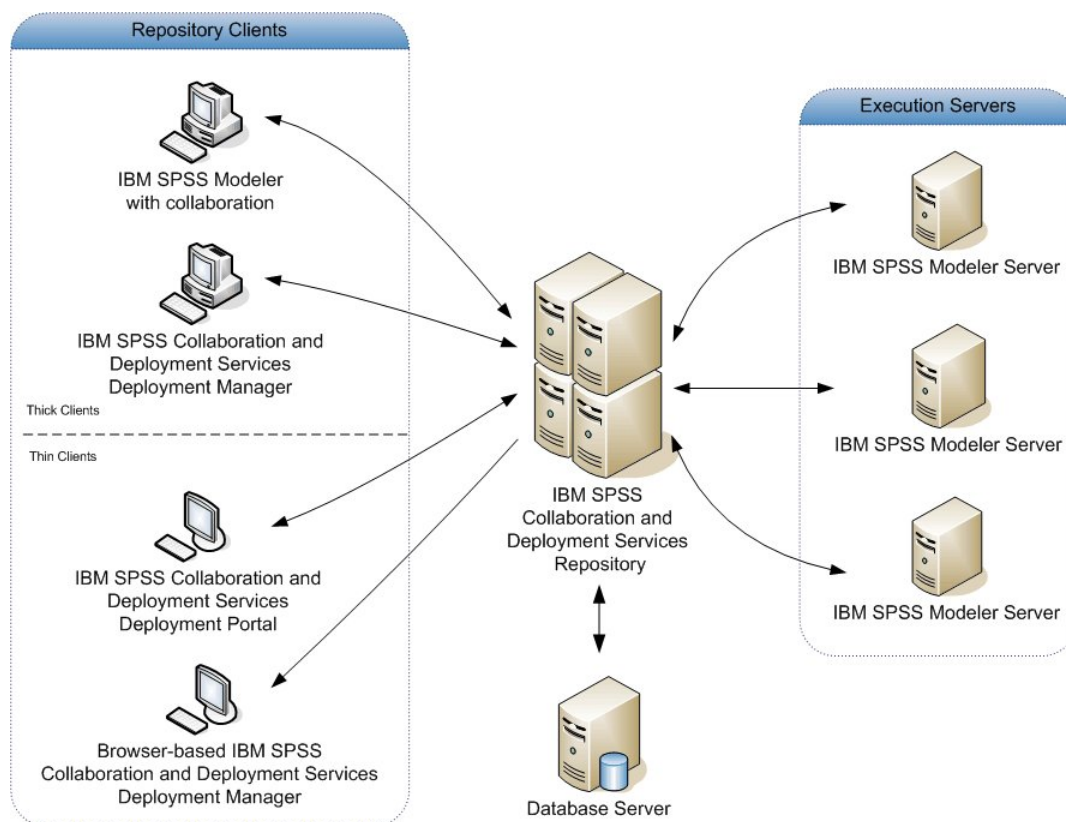 Repository Clients
IBM SPSS Modeler
with collaboration
IBM SPSS Collaboration and
Deployment Services
Deployment Manager
Thick Clients
Thin Clients
IBM SPSS Collaboration and
Deployment Services
Deployment Portal
Browser-based IBM SPSS
Collaboration and Deployment Services
Deployment Manager
IBM SPSS
Collaboration and
Deployment Services
Repository
Database Server
Execution Servers
IBM SPSS Modeler Server
IBM SPSS Modeler Server
IBM SPSS Modeler Server